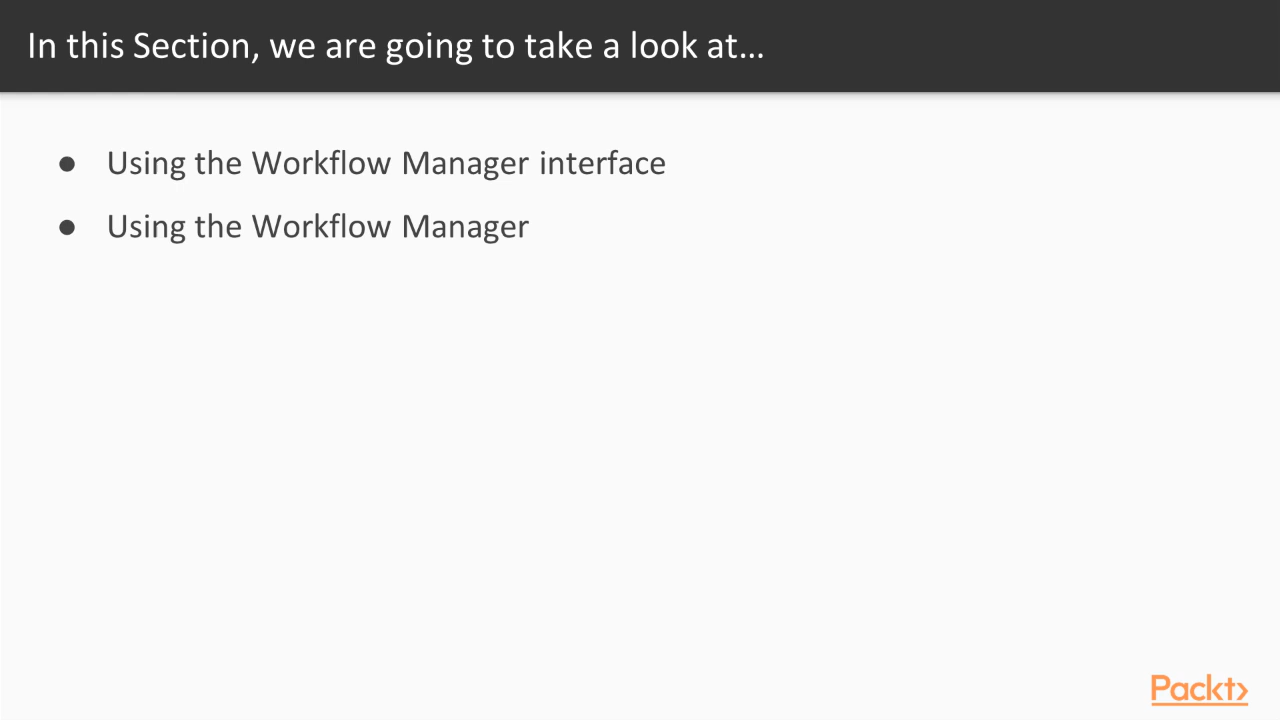 In this Section, we are going to take a look at...
● Using the Workflow Manager interface
● Using the Workflow Manager
Packt>